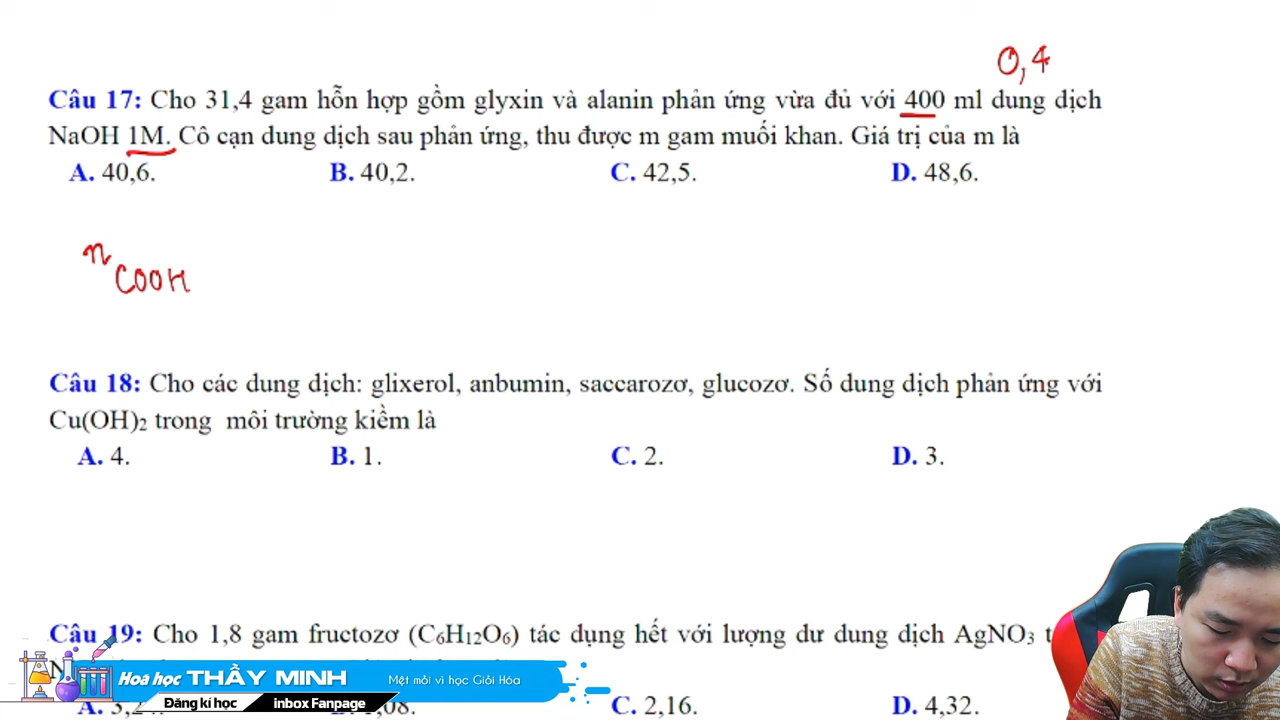 0,4
Câu 17: Cho 31,4 gam hỗn hợp gồm glyxin và alanin phản ứng vừa đủ với 400 ml dung dịch
NaOH 1M. Cô cạn dung dịch sau phản ứng, thu được m gam muối khan. Giá trị của m là
A. 40,6. B. 40,2. C. 42,5. D. 48,6.
n COOH
Câu 18: Cho các dung dịch: glixerol, anbumin, saccarozơ, glucozơ. Số dung dịch phản ứng với
Cu(OH)2 trong môi trường kiềm là
A. 4. B. 1. C. 2. D. 3.
Câu 19: Cho 1,8 gam fructozơ (C6H12O6) tác dụng hết với lượng dư dung dịch AgNO3
C. 2,16. D. 4,32.
Hoá học THẦY MINH Mệt mỏi vì học Giỏi Hóa
Đăng kí học inbox Fanpage